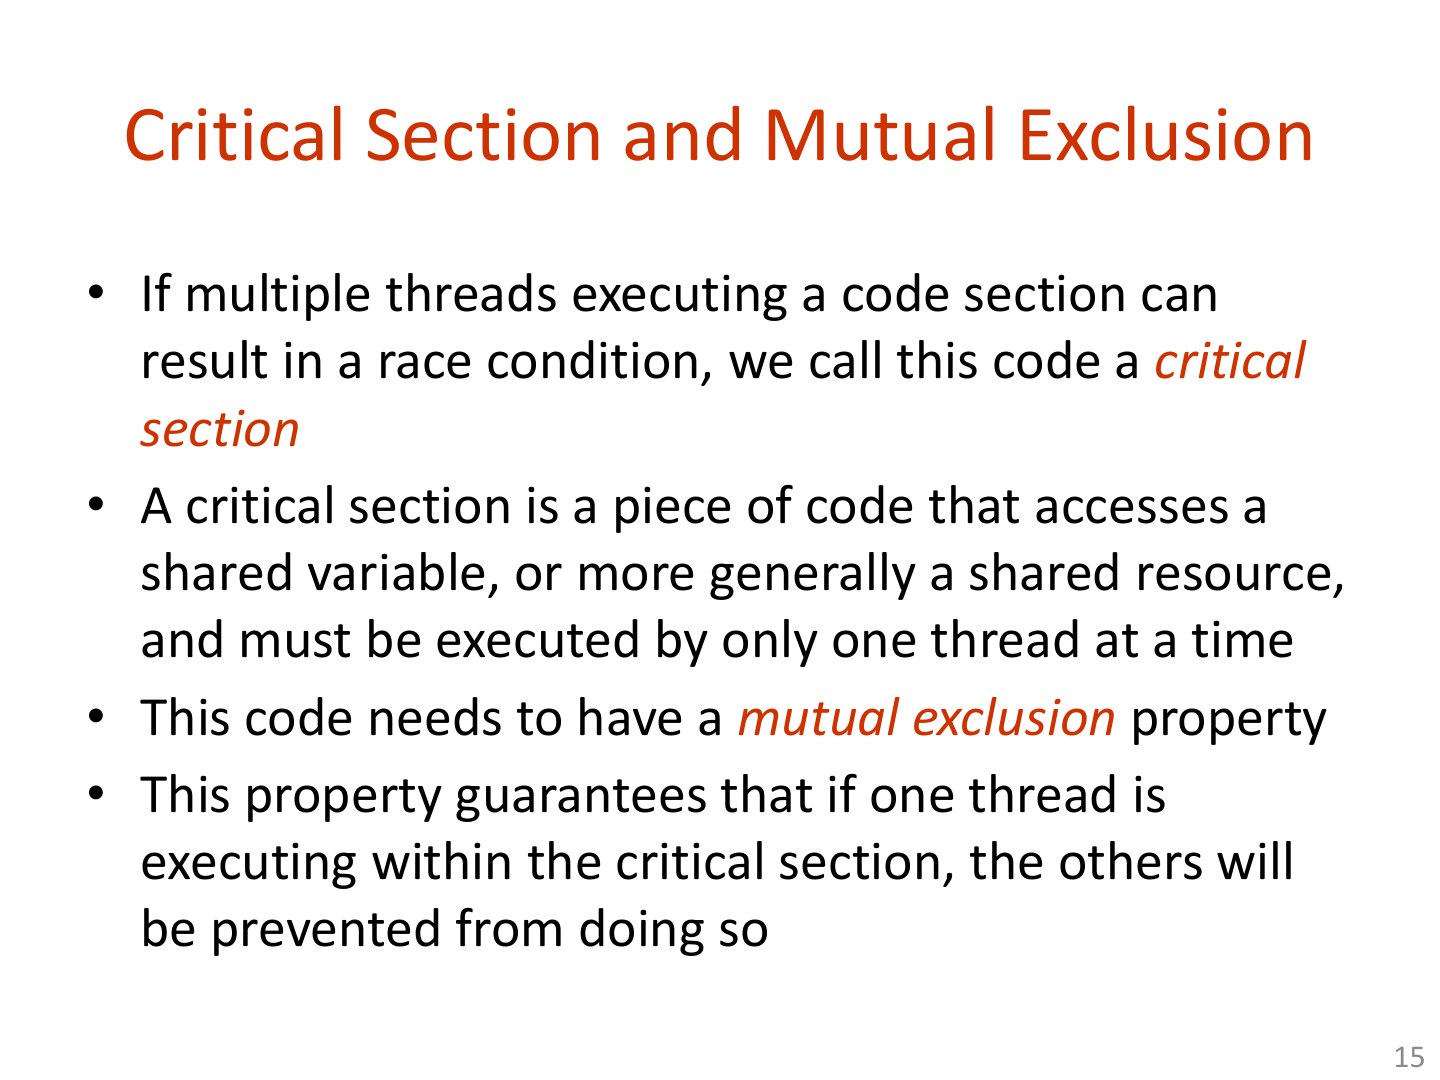 Critical Section and Mutual Exclusion
• If multiple threads executing a code section can
result in a race condition, we call this code a critical
section
• A critical section is a piece of code that accesses a
shared variable, or more generally a shared resource,
and must be executed by only one thread at a time
• This code needs to have a mutual exclusion property
• This property guarantees that if one thread is
executing within the critical section, the others will
be prevented from doing so
15